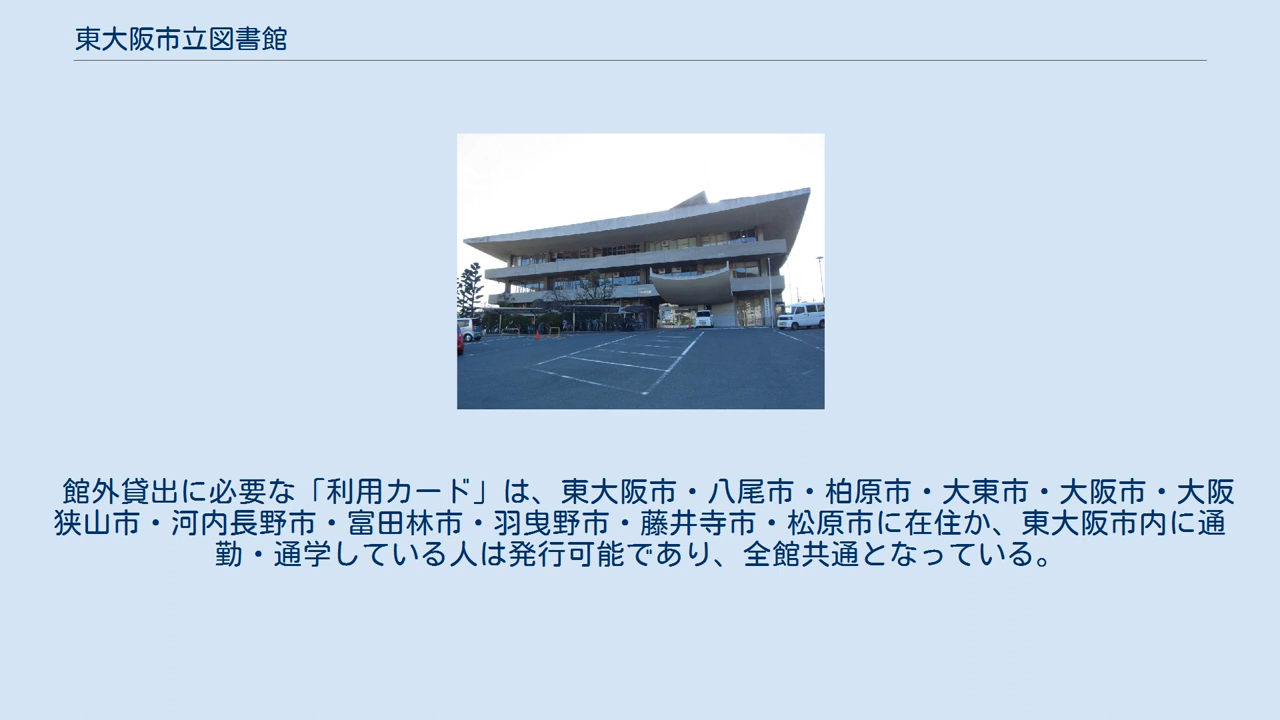 東大阪市立図書館
館外貸出に必要な「利用カード」は、東大阪市・八尾市・柏原市・大東市・大阪市・大阪
狭山市・河内長野市・富田林市・羽曳野市・藤井寺市・松原市に在住か、東大阪市内に通
勤・通学している人は発行可能であり、全館共通となっている。